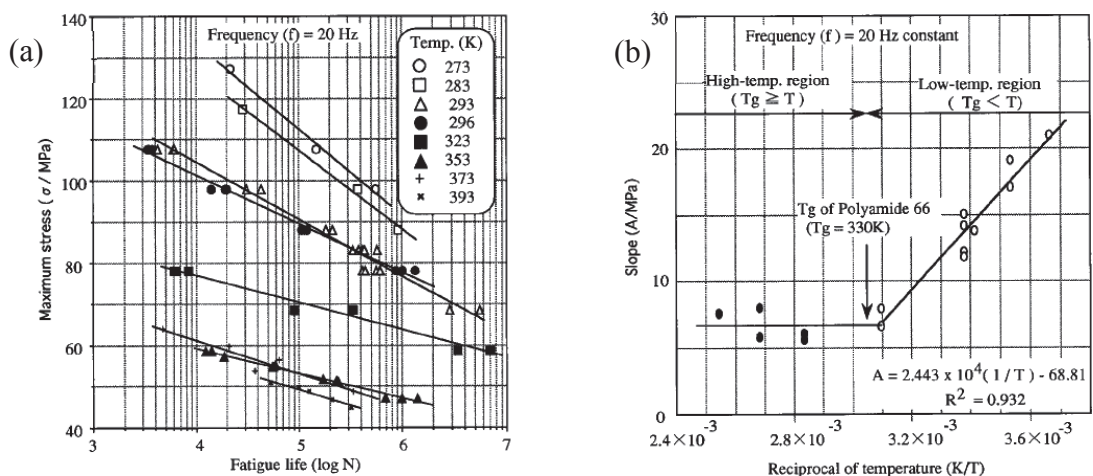 (a)
Frequency (f) = 20 Hz
Temp. (K)
273
283
293
296
323
353
373
393
140
120
100
80
60
40
Maximum stress ( σ / MPa)
3
4
5
6
7
Fatigue life (log N)
(b)
Frequency ( f ) = 20 Hz constant
High-temp. region
( Tg ≧ T )
Low-temp. region
( Tg < T )
Tg of Polyamide 66
(Tg = 330K)
A = 2.443 x 10⁴( 1/ T ) - 68.81
R² = 0.932
30
20
10
0
Slope (A/MPa)
2.4×10⁻³
2.8×10⁻³
3.2×10⁻³
3.6×10⁻³
Reciprocal of temperature (K/T)